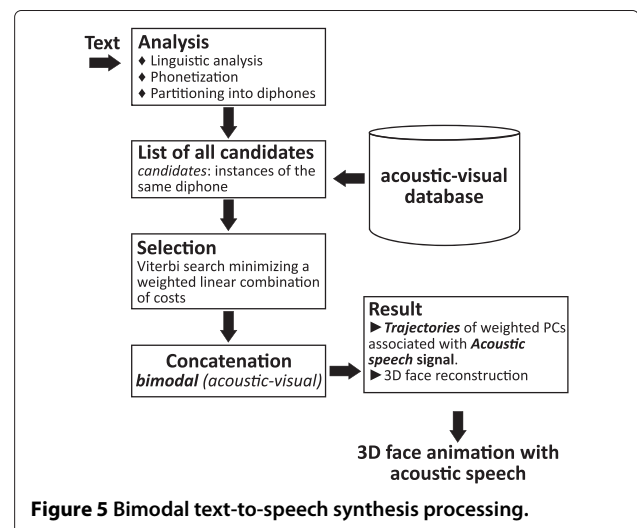 Text
Analysis
♦ Linguistic analysis
♦ Phonetization
♦ Partitioning into diphones
List of all candidates
candidates: instances of the
same diphone
acoustic-visual
database
Selection
Viterbi search minimizing a
weighted linear combination
of costs
Concatenation
bimodal (acoustic-visual)
Result
►Trajectories of weighted PCs
associated with Acoustic
speech signal.
►3D face reconstruction
3D face animation with
acoustic speech
Figure 5 Bimodal text-to-speech synthesis processing.